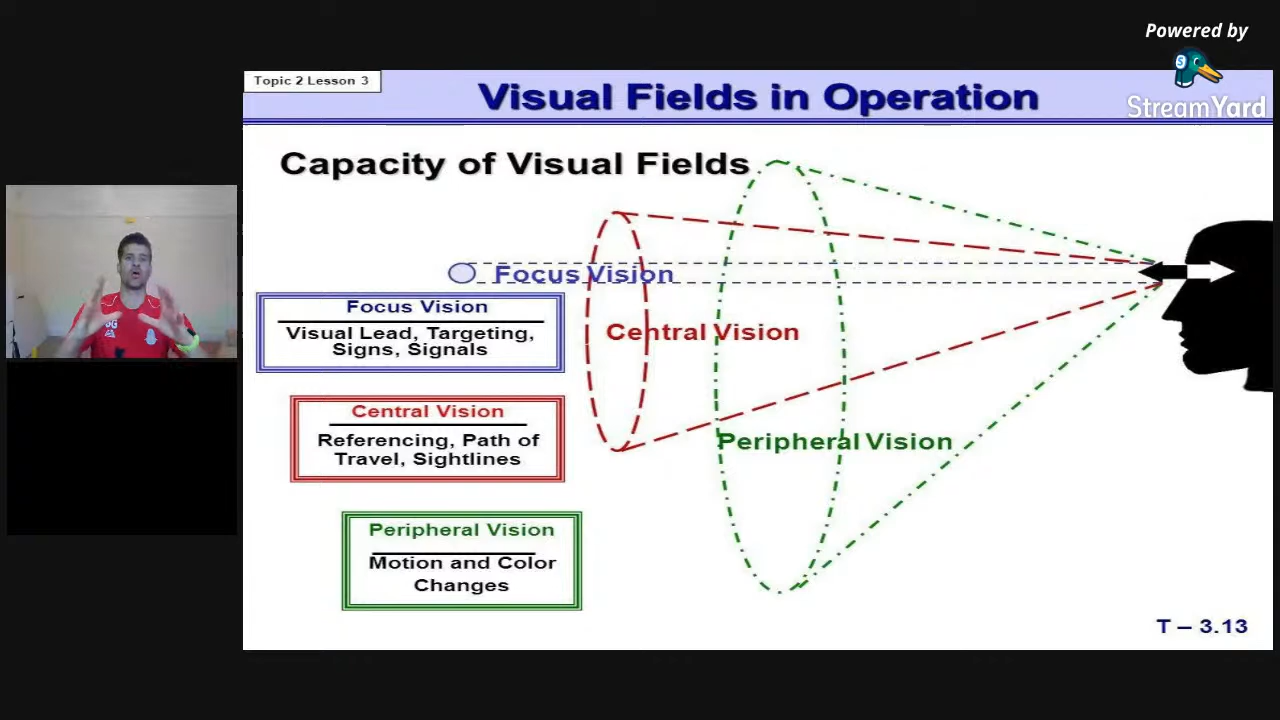 Powered by
StreamYard
Topic 2 Lesson 3
Visual Fields in Operation
Capacity of Visual Fields
Focus Vision
Focus Vision
Visual Lead, Targeting,
Signs, Signals
Central Vision
Central Vision
Referencing, Path of
Travel, Sightlines
Peripheral Vision
Peripheral Vision
Motion and Color
Changes
T – 3.13